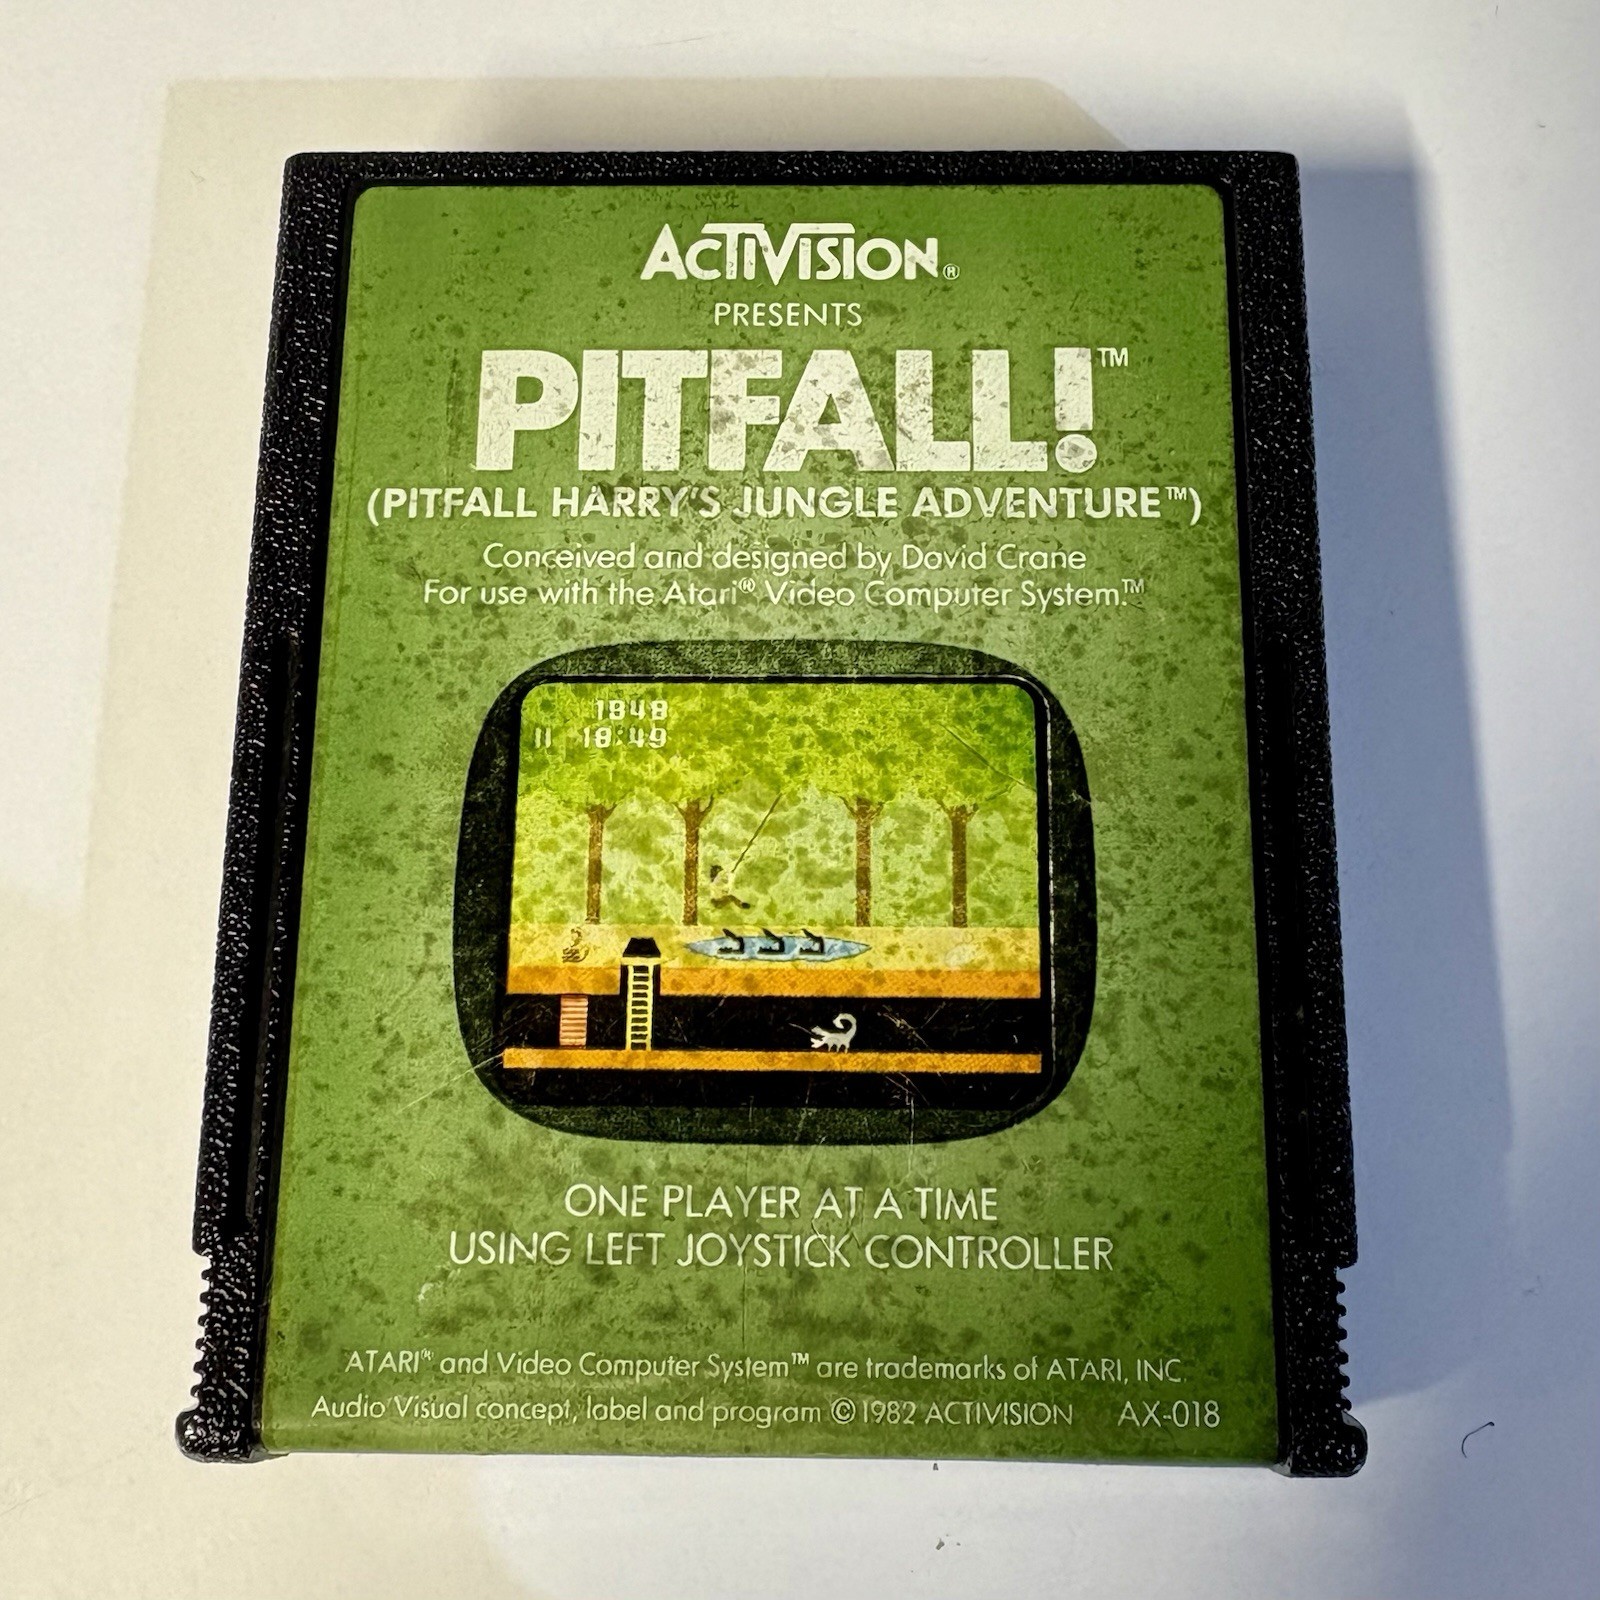 ACTIVISION®
PRESENTS
PITFALL!™
(PITFALL HARRY'S JUNGLE ADVENTURE™)
Conceived and designed by David Crane
For use with the Atari® Video Computer System.™
1848
11 18:49
ONE PLAYER AT A TIME
USING LEFT JOYSTICK CONTROLLER
ATARI® and Video Computer System™ are trademarks of ATARI, INC.
Audio Visual concept, label and program © 1982 ACTIVISION AX-018